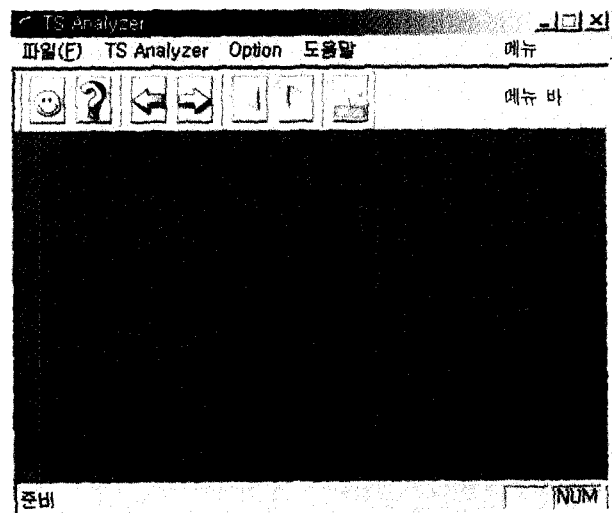 TS Analyzer
파일(F) TS Analyzer Option 도움말 메뉴
메뉴 바
준비 NUM